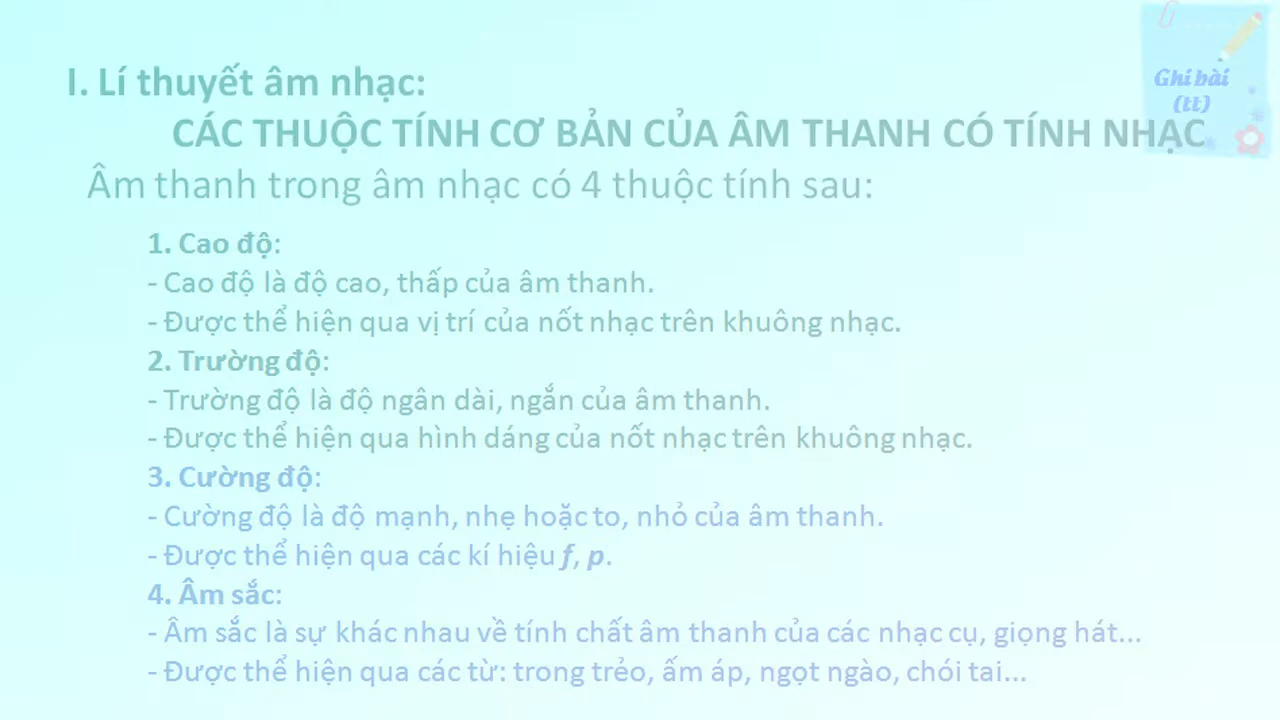 I. Lí thuyết âm nhạc:
Ghi bài
(tt)
CÁC THUỘC TÍNH CƠ BẢN CỦA ÂM THANH CÓ TÍNH NHẠC
Âm thanh trong âm nhạc có 4 thuộc tính sau:
1. Cao độ:
- Cao độ là độ cao, thấp của âm thanh.
- Được thể hiện qua vị trí của nốt nhạc trên khuông nhạc.
2. Trường độ:
- Trường độ là độ ngân dài, ngắn của âm thanh.
- Được thể hiện qua hình dáng của nốt nhạc trên khuông nhạc.
3. Cường độ:
- Cường độ là độ mạnh, nhẹ hoặc to, nhỏ của âm thanh.
- Được thể hiện qua các kí hiệu f, p.
4. Âm sắc:
- Âm sắc là sự khác nhau về tính chất âm thanh của các nhạc cụ, giọng hát...
- Được thể hiện qua các từ: trong trẻo, ấm áp, ngọt ngào, chói tai...